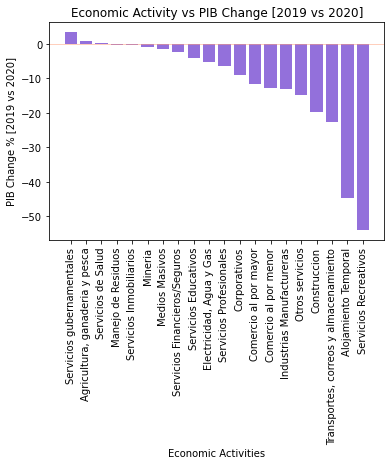 Economic Activity vs PIB Change [2019 vs 2020]
PIB Change % [2019 vs 2020]
0
−10
−20
−30
−40
−50
Servicios gubernamentales
Agricultura, ganaderia y pesca
Servicios de Salud
Manejo de Residuos
Servicios Inmobiliarios
Mineria
Medios Masivos
Servicios Financieros/Seguros
Servicios Educativos
Electricidad, Agua y Gas
Servicios Profesionales
Corporativos
Comercio al por mayor
Comercio al por menor
Industrias Manufactureras
Otros servicios
Construccion
Transportes, correos y almacenamiento
Alojamiento Temporal
Servicios Recreativos
Economic Activities